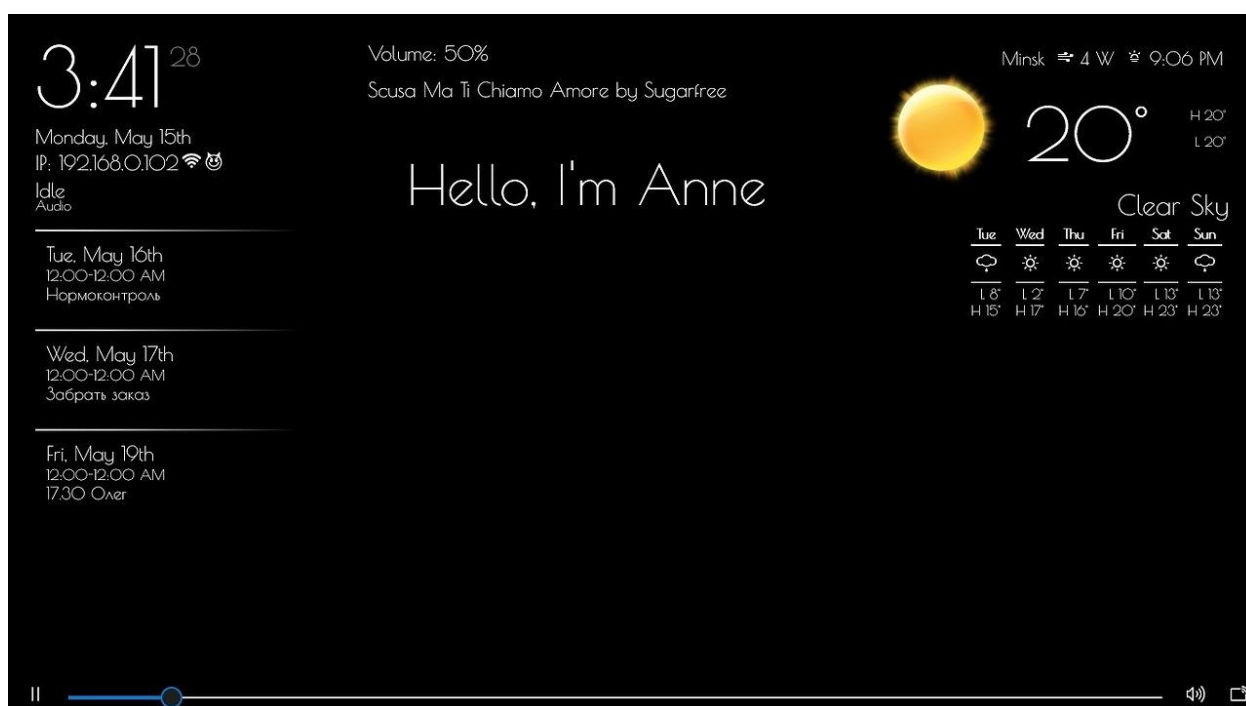 3:41 28
Monday, May 15th
IP: 192.168.0.102
Idle
Audio
Tue, May 16th
12:00-12:00 AM
Нормоконтроль
Wed, May 17th
12:00-12:00 AM
Забрать заказ
Fri, May 19th
12:00-12:00 AM
17.30 Олег
Volume: 50%
Scusa Ma Ti Chiamo Amore by Sugarfree
Hello, I'm Anne
Minsk 4 W 9:06 PM
20° H 20° L 20°
Clear Sky
Tue Wed Thu Fri Sat Sun
L 8° L 2° L 7° L 10° L 13° L 13°
H 15° H 17° H 16° H 20° H 23° H 23°